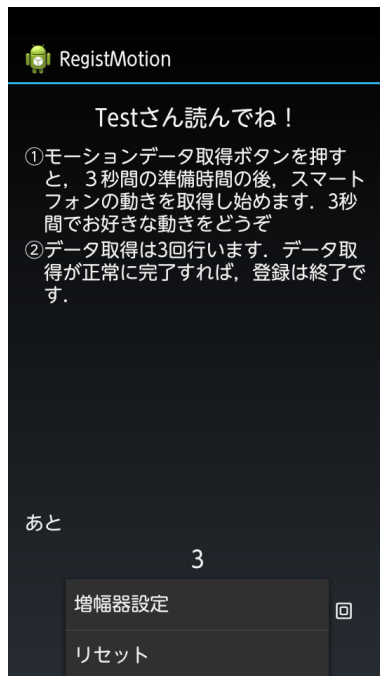 RegistMotion
Testさん読んでね！
①モーションデータ取得ボタンを押す
と，３秒間の準備時間の後，スマート
フォンの動きを取得し始めます．3秒
間でお好きな動きをどうぞ
②データ取得は3回行います．データ取
得が正常に完了すれば，登録は終了で
す．
あと
3
増幅器設定
回
リセット